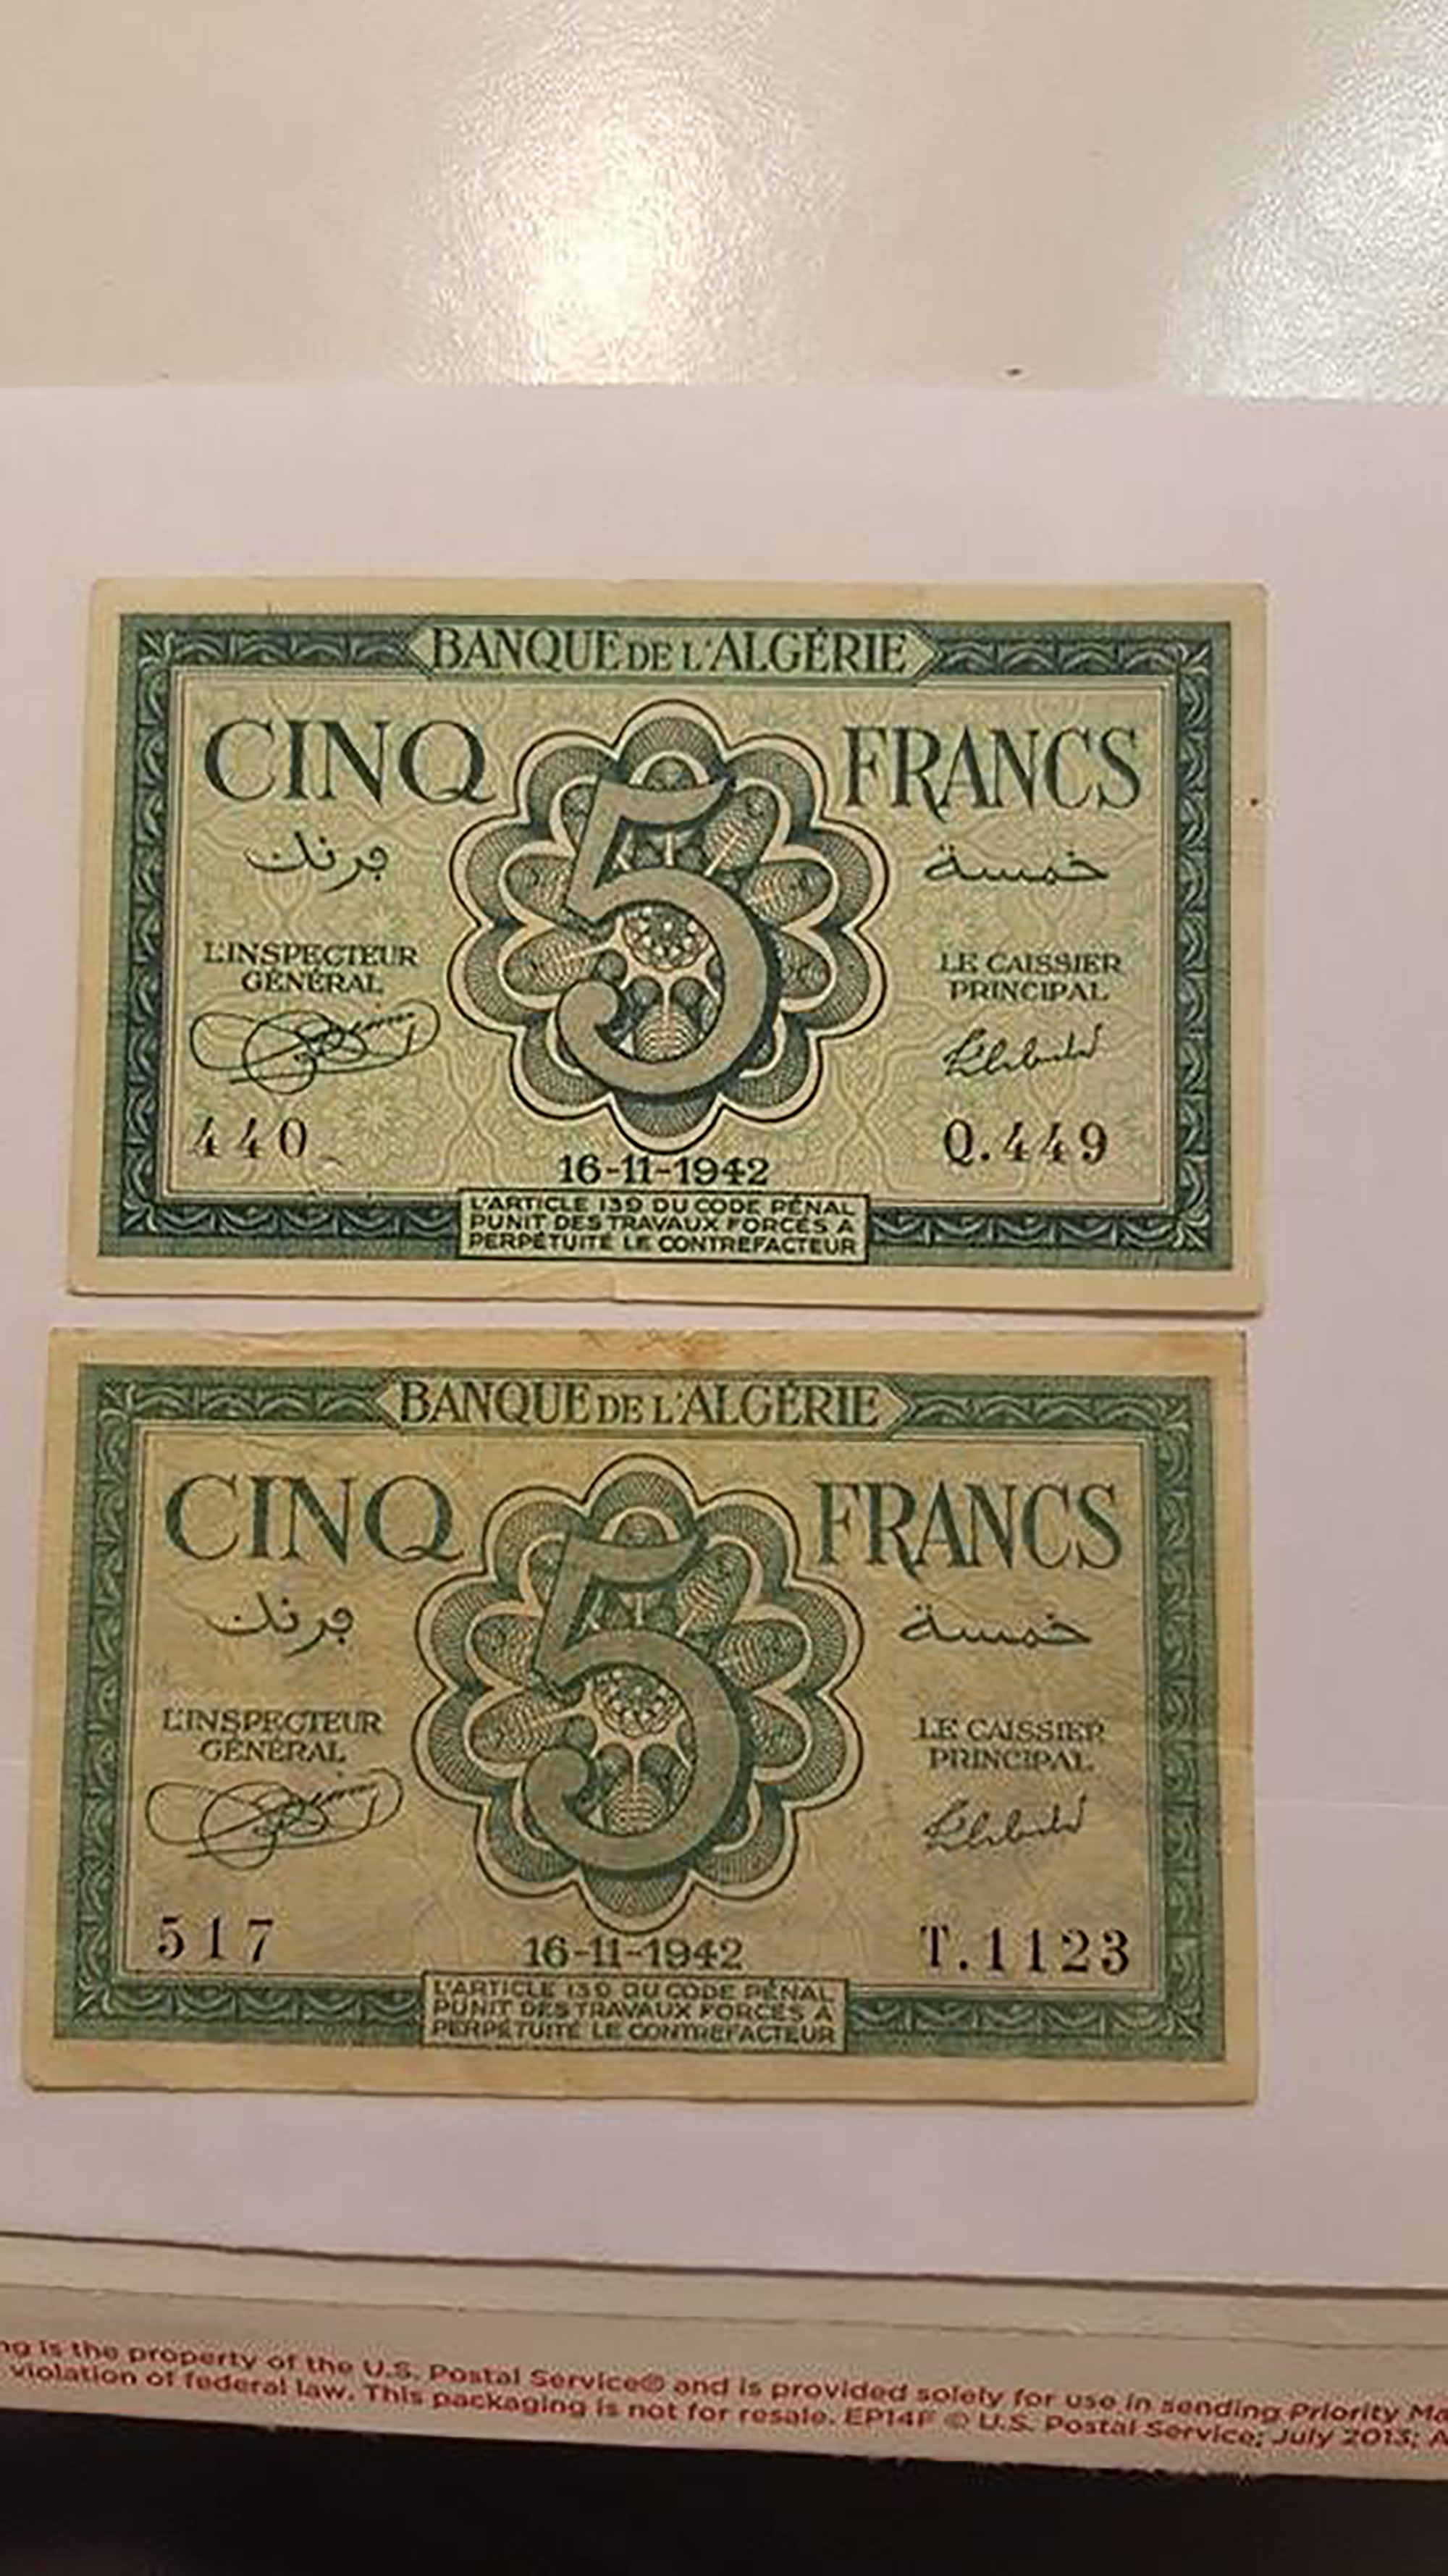 BANQUE DE L'ALGÉRIE
CINQ 5 FRANCS
فرنك خمسة
L'INSPECTEUR
GÉNÉRAL
LE CAISSIER
PRINCIPAL
440 Q.449
16-11-1942
L'ARTICLE 139 DU CODE PÉNAL
PUNIT DES TRAVAUX FORCÉS A
PERPÉTUITÉ LE CONTREFACTEUR
BANQUE DE L'ALGÉRIE
CINQ 5 FRANCS
فرنك خمسة
L'INSPECTEUR
GÉNÉRAL
LE CAISSIER
PRINCIPAL
517 T.1123
16-11-1942
L'ARTICLE 139 DU CODE PÉNAL
PUNIT DES TRAVAUX FORCÉS A
PERPÉTUITÉ LE CONTREFACTEUR
is the property of the U.S. Postal Service® and is provided solely for use in sending Priority
violation of federal law. This packaging is not for resale. EP14F © U.S. Postal Service; July 2013;